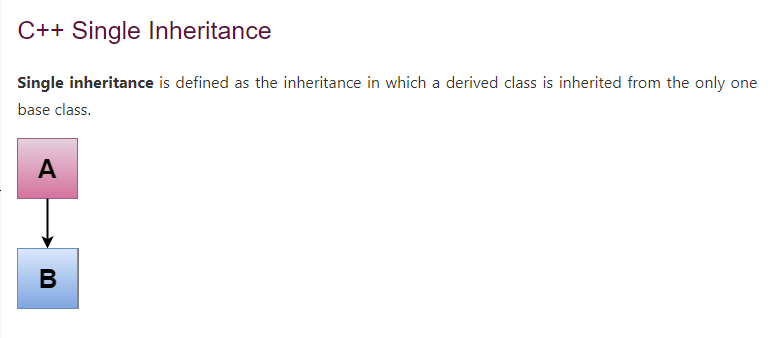 C++ Single Inheritance
Single inheritance is defined as the inheritance in which a derived class is inherited from the only one
base class.
A
B